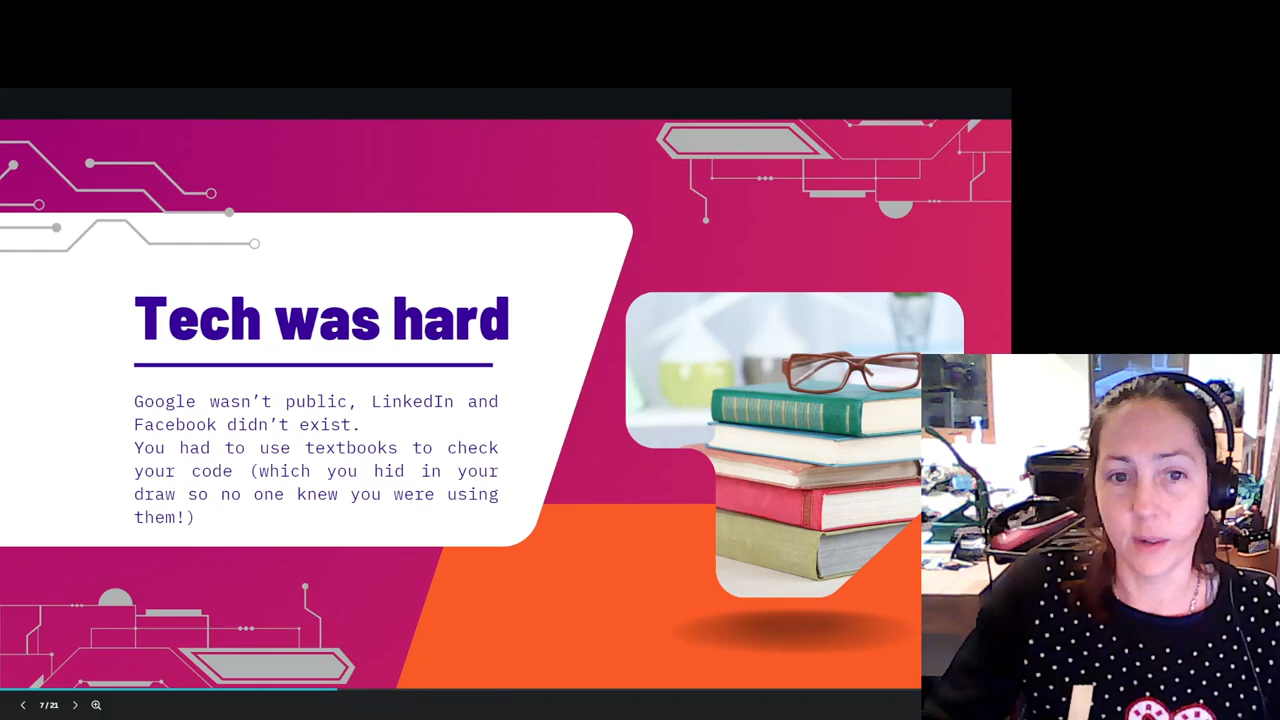 Tech was hard
Google wasn’t public, LinkedIn and
Facebook didn’t exist.
You had to use textbooks to check
your code (which you hid in your
draw so no one knew you were using
them!)
7 / 21